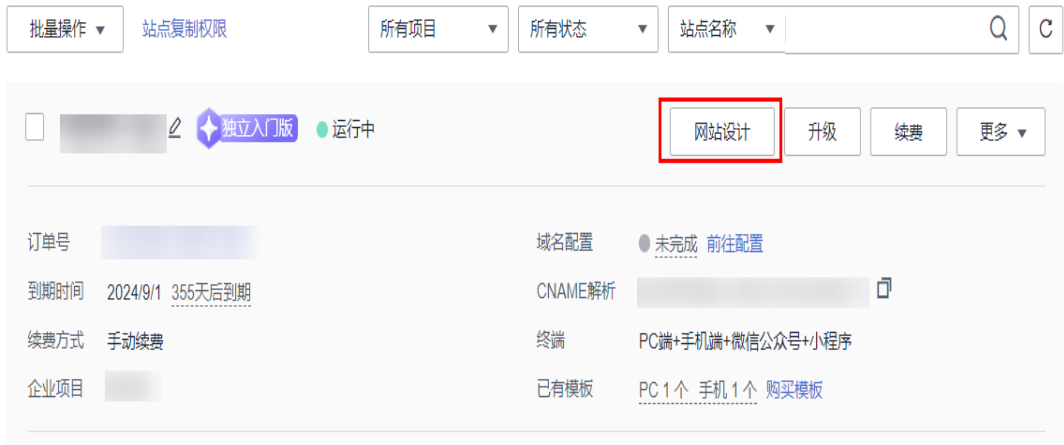 批量操作 站点复制权限 所有项目 所有状态 站点名称
独立入门版 运行中 网站设计 升级 续费 更多
订单号 域名配置 未完成 前往配置
到期时间 2024/9/1 355天后到期 CNAME解析
续费方式 手动续费 终端 PC端+手机端+微信公众号+小程序
企业项目 已有模板 PC 1个 手机 1个 购买模板